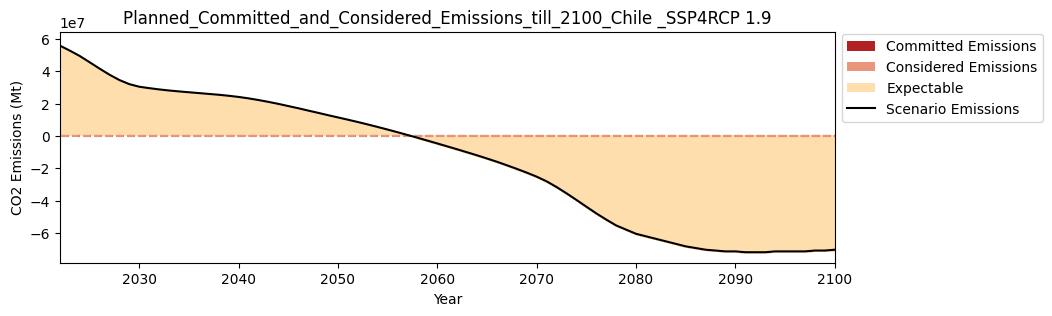 Planned_Committed_and_Considered_Emissions_till_2100_Chile _SSP4RCP 1.9
1e7
6
4
2
0
−2
−4
−6
CO2 Emissions (Mt)
2030
2040
2050
2060
2070
2080
2090
2100
Year
Committed Emissions
Considered Emissions
Expectable
Scenario Emissions